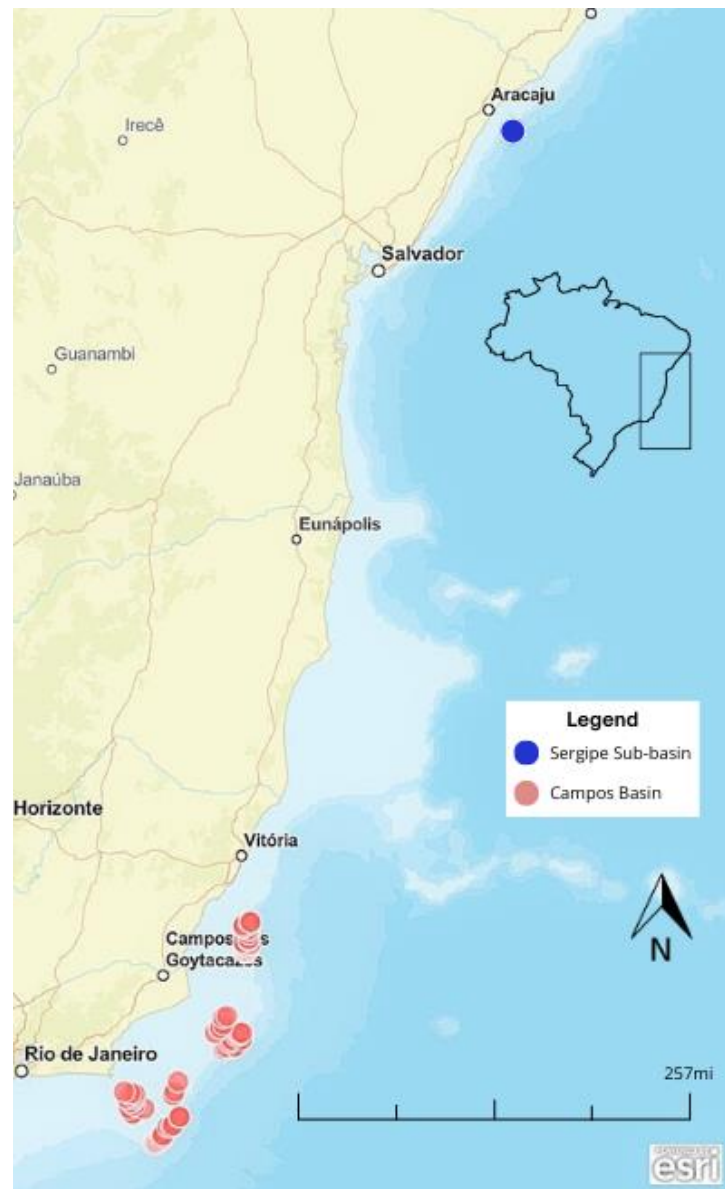 Aracaju
Irecê
Salvador
Guanambi
Janaúba
Eunápolis
Legend
Sergipe Sub-basin
Campos Basin
Horizonte
Vitória
N
Campos
Goytacazes
Rio de Janeiro
257mi
esri